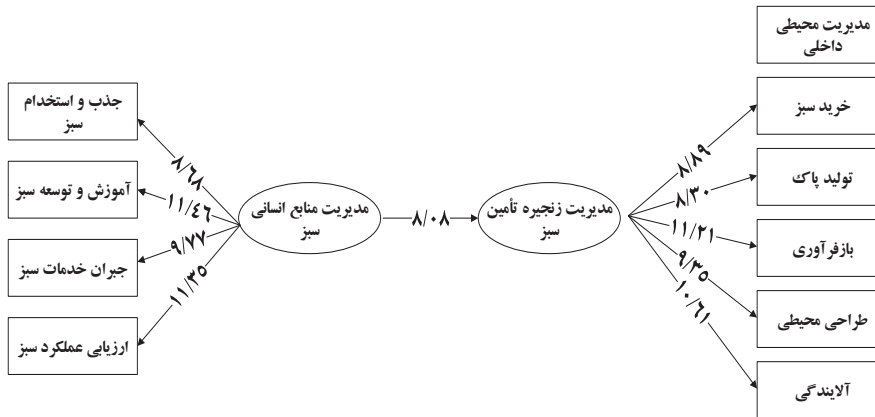 مدیریت محیطی
داخلی
خرید سبز
تولید پاک
بازفرآوری
طراحی محیطی
آلایندگی
۸/۸۹
۸/۳۰
۱۱/۲۱
۹/۳۵
۱۰/۶۱
مدیریت زنجیره تأمین
سبز
۸/۰۸
مدیریت منابع انسانی
سبز
۸/۶۸
۱۱/۴۶
۹/۷۷
۱۱/۳۵
جذب و استخدام
سبز
آموزش و توسعه سبز
جبران خدمات سبز
ارزیابی عملکرد سبز